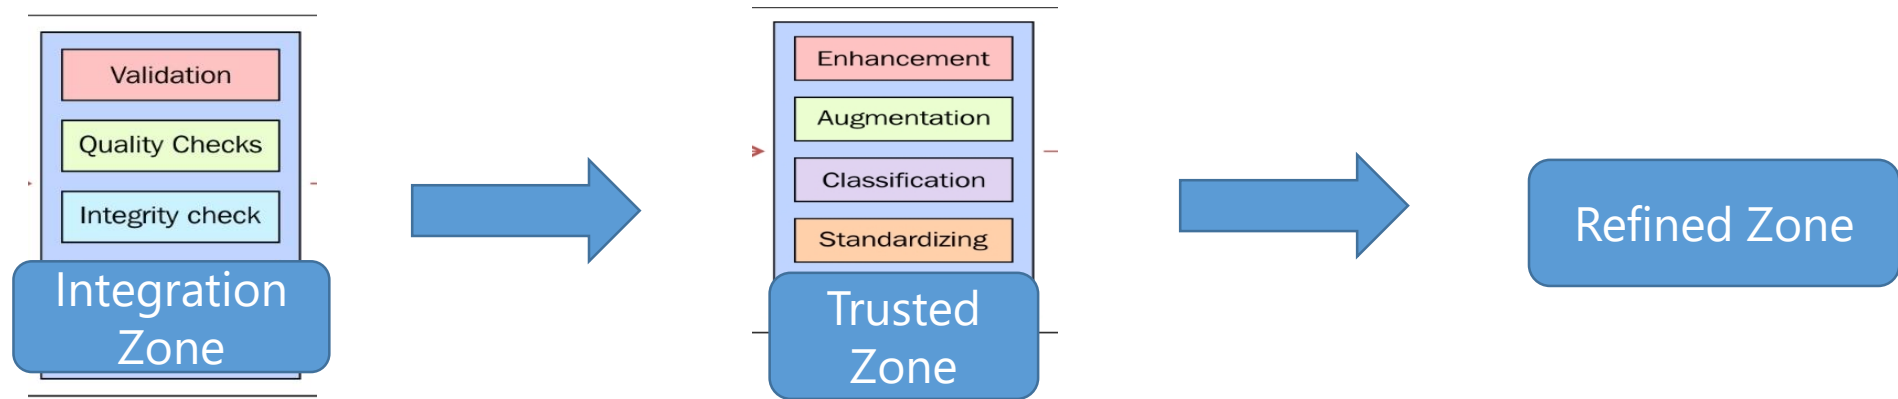 Validation
Quality Checks
Integrity check
Integration
Zone
Enhancement
Augmentation
Classification
Standardizing
Trusted
Zone
Refined Zone